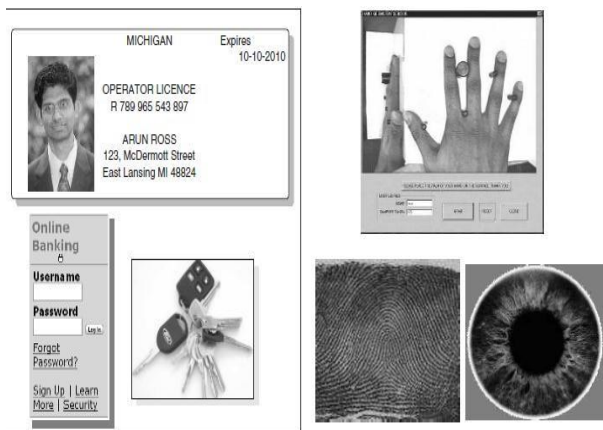 MICHIGAN
Expires
10-10-2010
OPERATOR LICENCE
R 789 965 543 897
ARUN ROSS
123, McDermott Street
East Lansing MI 48824
Online
Banking
Username
Password
Log in
Forgot
Password?
Sign Up | Learn
More | Security